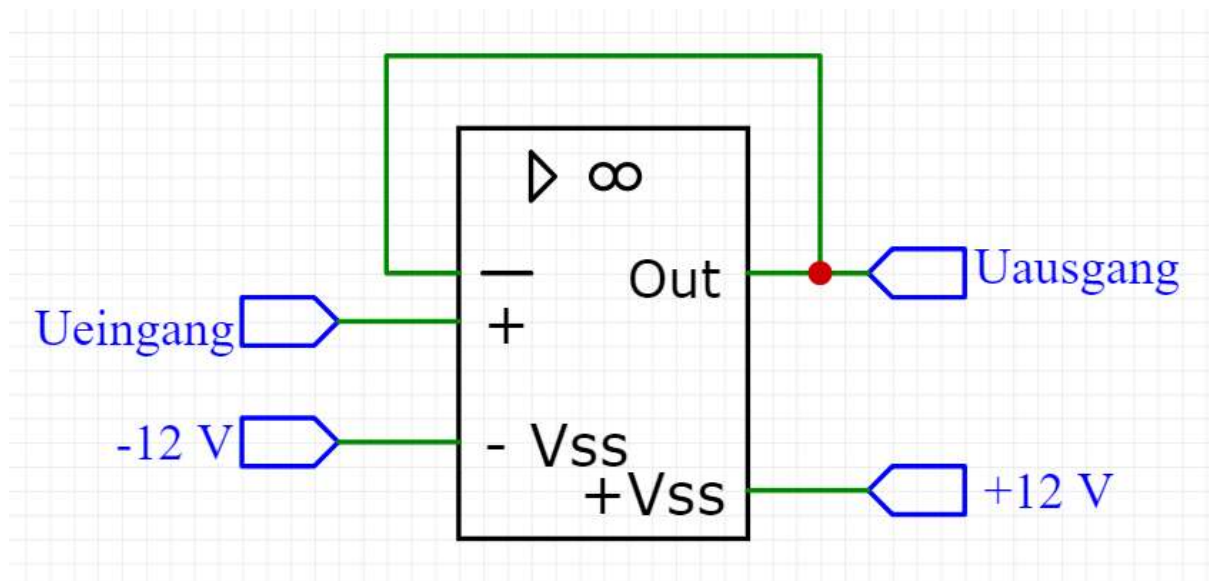 ▷ ∞
— Out Uausgang
Ueingang +
-12 V - Vss
+Vss +12 V